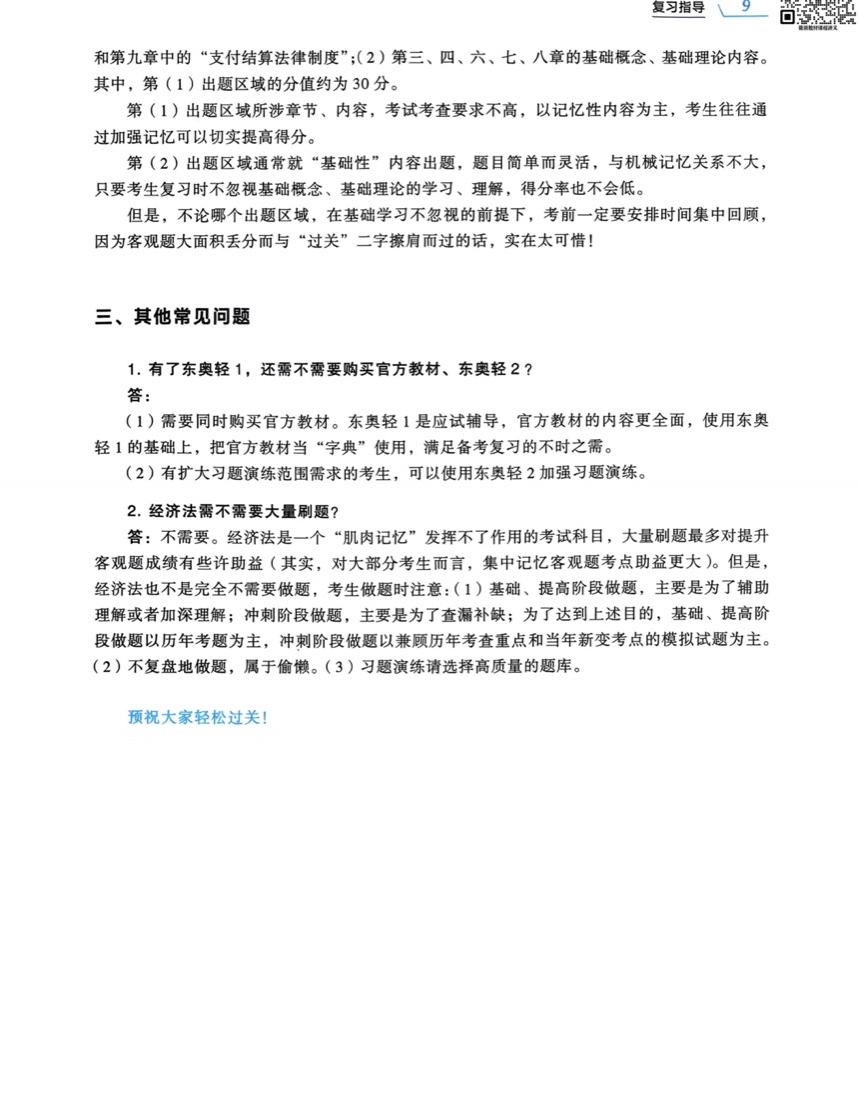 复习指导 9
和第九章中的“支付结算法律制度”；（2）第三、四、六、七、八章的基础概念、基础理论内容。
其中，第（1）出题区域的分值约为 30 分。
第（1）出题区域所涉章节、内容，考试考查要求不高，以记忆性内容为主，考生往往通
过加强记忆可以切实提高得分。
第（2）出题区域通常就“基础性”内容出题，题目简单而灵活，与机械记忆关系不大，
只要考生复习时不忽视基础概念、基础理论的学习、理解，得分率也不会低。
但是，不论哪个出题区域，在基础学习不忽视的前提下，考前一定要安排时间集中回顾，
因为客观题大面积丢分而与“过关”二字擦肩而过的话，实在太可惜！
三、其他常见问题
1. 有了东奥轻 1，还需不需要购买官方教材、东奥轻 2？
答：
（1）需要同时购买官方教材。东奥轻 1 是应试辅导，官方教材的内容更全面，使用东奥
轻 1 的基础上，把官方教材当“字典”使用，满足备考复习的不时之需。
（2）有扩大习题演练范围需求的考生，可以使用东奥轻 2 加强习题演练。
2. 经济法需不需要大量刷题？
答：不需要。经济法是一个“肌肉记忆”发挥不了作用的考试科目，大量刷题最多对提升
客观题成绩有些许助益（其实，对大部分考生而言，集中记忆客观题考点助益更大）。但是，
经济法也不是完全不需要做题，考生做题时注意：（1）基础、提高阶段做题，主要是为了辅助
理解或者加深理解；冲刺阶段做题，主要是为了查漏补缺；为了达到上述目的，基础、提高阶
段做题以历年考题为主，冲刺阶段做题以兼顾历年考查重点和当年新变考点的模拟试题为主。
（2）不复盘地做题，属于偷懒。（3）习题演练请选择高质量的题库。
预祝大家轻松过关！